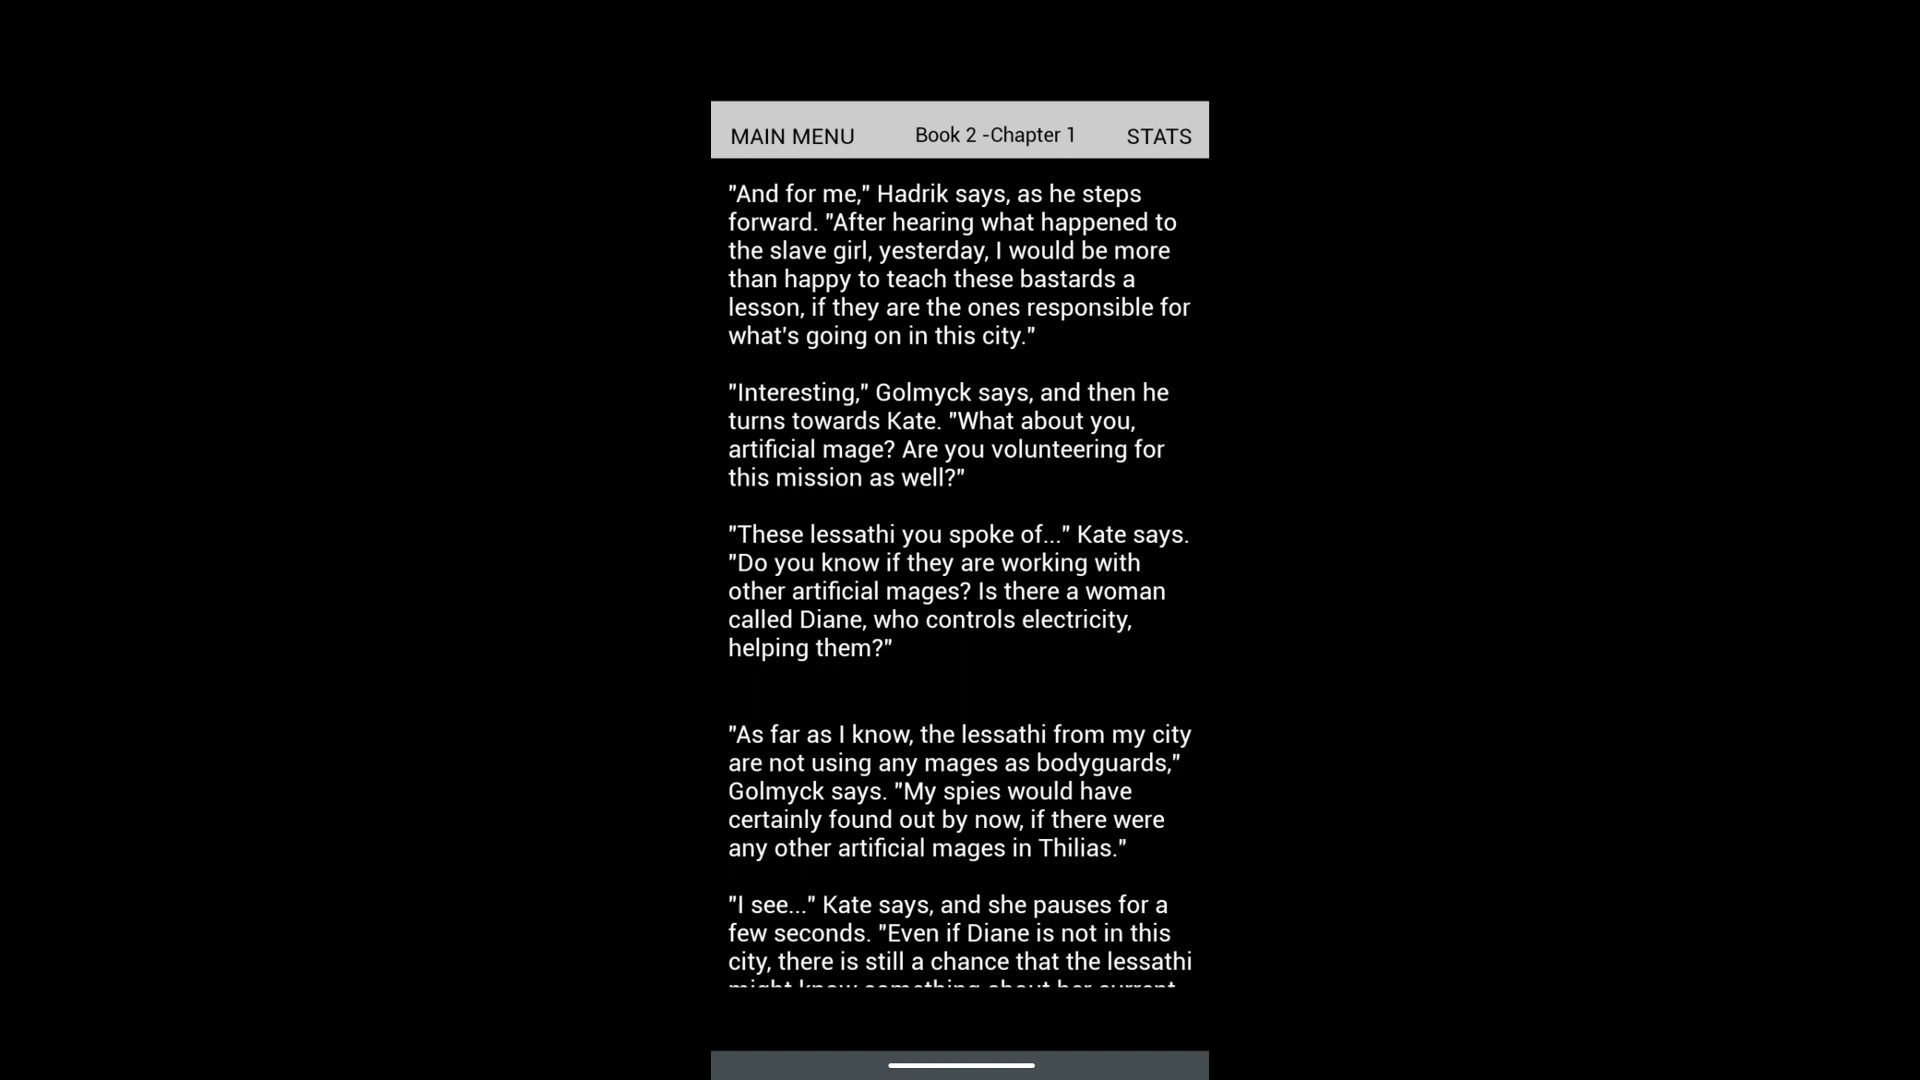 MAIN MENU
Book 2 -Chapter 1
STATS
"And for me," Hadrik says, as he steps
forward. "After hearing what happened to
the slave girl, yesterday, I would be more
than happy to teach these bastards a
lesson, if they are the ones responsible for
what's going on in this city."
"Interesting," Golmyck says, and then he
turns towards Kate. "What about you,
artificial mage? Are you volunteering for
this mission as well?"
"These lessathi you spoke of..." Kate says.
"Do you know if they are working with
other artificial mages? Is there a woman
called Diane, who controls electricity,
helping them?"
"As far as I know, the lessathi from my city
are not using any mages as bodyguards,"
Golmyck says. "My spies would have
certainly found out by now, if there were
any other artificial mages in Thilias."
"I see..." Kate says, and she pauses for a
few seconds. "Even if Diane is not in this
city, there is still a chance that the lessathi
might know something about her current